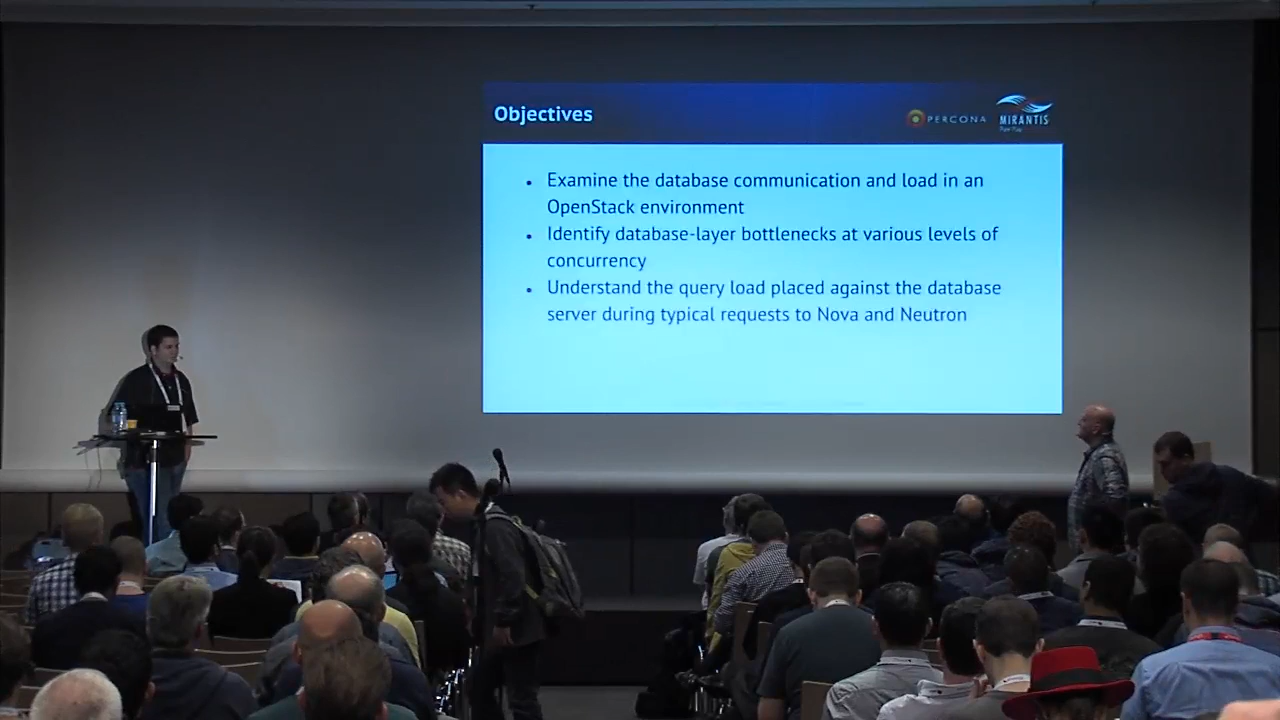 Objectives
PERCONA
MIRANTIS
• Examine the database communication and load in an
OpenStack environment
• Identify database-layer bottlenecks at various levels of
concurrency
• Understand the query load placed against the database
server during typical requests to Nova and Neutron